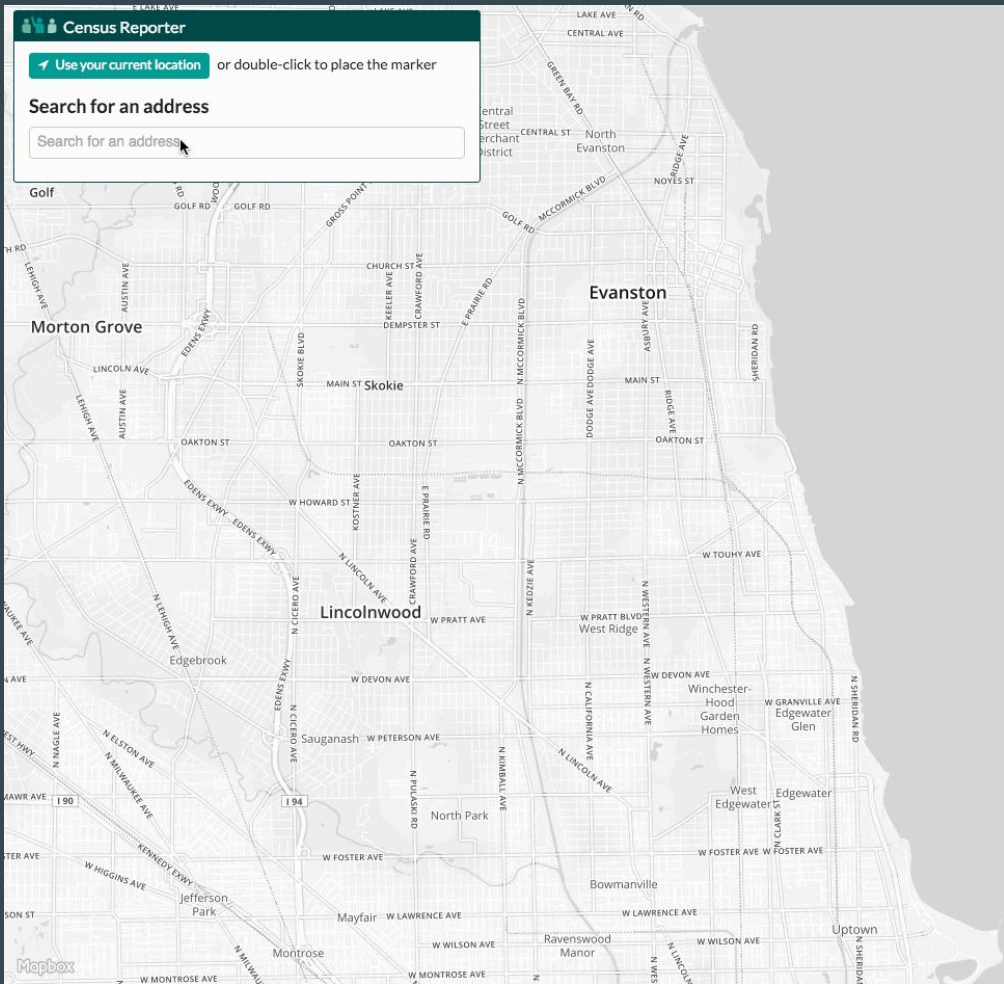 E LAKE AVE
LAKE AVE
LAKE AVE
CENTRAL AVE
Census Reporter
Use your current location or double-click to place the marker
Search for an address
Search for an address
GREEN BAY RD
Street
CENTRAL ST
North
Evanston
RIDGE AVE
NOYES ST
MCCORMICK BLVD
Golf
GOLF RD
GOLF RD
GROSS POINT
GOLF RD
LEHIGH AVE
AUSTIN AVE
CHURCH ST
KEELER AVE
CRAWFORD AVE
E PRAIRIE RD
Evanston
N MCCORMICK BLVD
ASBURY AVE
SHERIDAN RD
Morton Grove
EDENS EXWY
DEMPSTER ST
SKOKIE BLVD
DODGE AVE
DODGE AVE
LINCOLN AVE
MAIN ST
Skokie
MAIN ST
AUSTIN AVE
LEHIGH AVE
N MCCORMICK BLVD
RIDGE AVE
OAKTON ST
OAKTON ST
OAKTON ST
EDENS EXWY
W HOWARD ST
KOSTNER AVE
E PRAIRIE RD
EDENS EXWY
N LINCOLN AVE
W TOUHY AVE
CRAWFORD AVE
N KEDZIE AVE
N CICERO AVE
N LEHIGH AVE
Lincolnwood
W PRATT AVE
W PRATT BLVD
West Ridge
N WESTERN AVE
Edgebrook
EDENS EXWY
W DEVON AVE
W DEVON AVE
N WESTERN AVE
Winchester-
Hood
Garden
Homes
W GRANVILLE AVE
Edgewater
Glen
N SHERIDAN RD
N NAGLE AVE
N CICERO AVE
N CALIFORNIA AVE
Sauganash
W PETERSON AVE
N ELSTON AVE
N MILWAUKEE AVE
N PULASKI RD
N KIMBALL AVE
N LINCOLN AVE
I 90
I 94
North Park
West
Edgewater
Edgewater
N CLARK ST
KENNEDY EXWY
W FOSTER AVE
W FOSTER AVE
W FOSTER AVE
W HIGGINS AVE
Bowmanville
Jefferson
Park
Mayfair
W LAWRENCE AVE
W LAWRENCE AVE
Uptown
Montrose
W WILSON AVE
Ravenswood
Manor
W WILSON AVE
Mapbox
W MONTROSE AVE
W MONTROSE AVE